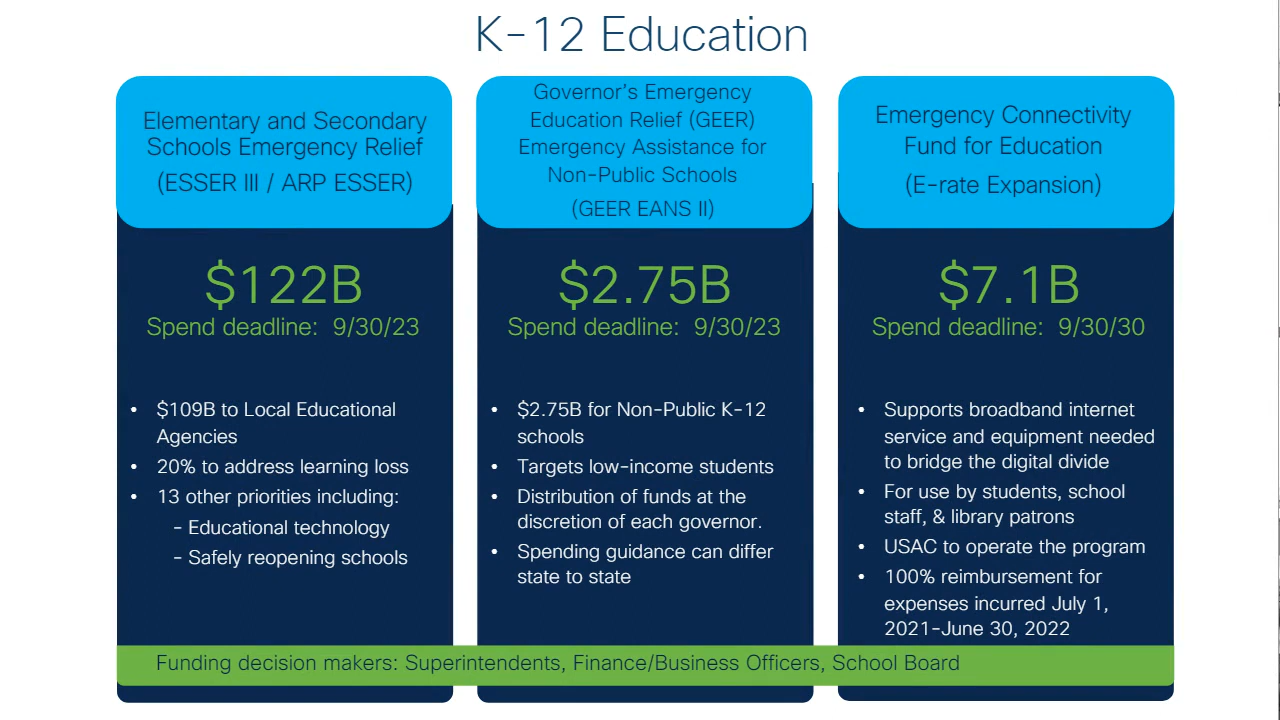 K-12 Education
Elementary and Secondary
Schools Emergency Relief
(ESSER III / ARP ESSER)
$122B
Spend deadline: 9/30/23
• $109B to Local Educational
Agencies
• 20% to address learning loss
• 13 other priorities including:
- Educational technology
- Safely reopening schools
Governor's Emergency
Education Relief (GEER)
Emergency Assistance for
Non-Public Schools
(GEER EANS II)
$2.75B
Spend deadline: 9/30/23
• $2.75B for Non-Public K-12
schools
• Targets low-income students
• Distribution of funds at the
discretion of each governor.
• Spending guidance can differ
state to state
Emergency Connectivity
Fund for Education
(E-rate Expansion)
$7.1B
Spend deadline: 9/30/30
• Supports broadband internet
service and equipment needed
to bridge the digital divide
• For use by students, school
staff, & library patrons
• USAC to operate the program
• 100% reimbursement for
expenses incurred July 1,
2021-June 30, 2022
Funding decision makers: Superintendents, Finance/Business Officers, School Board